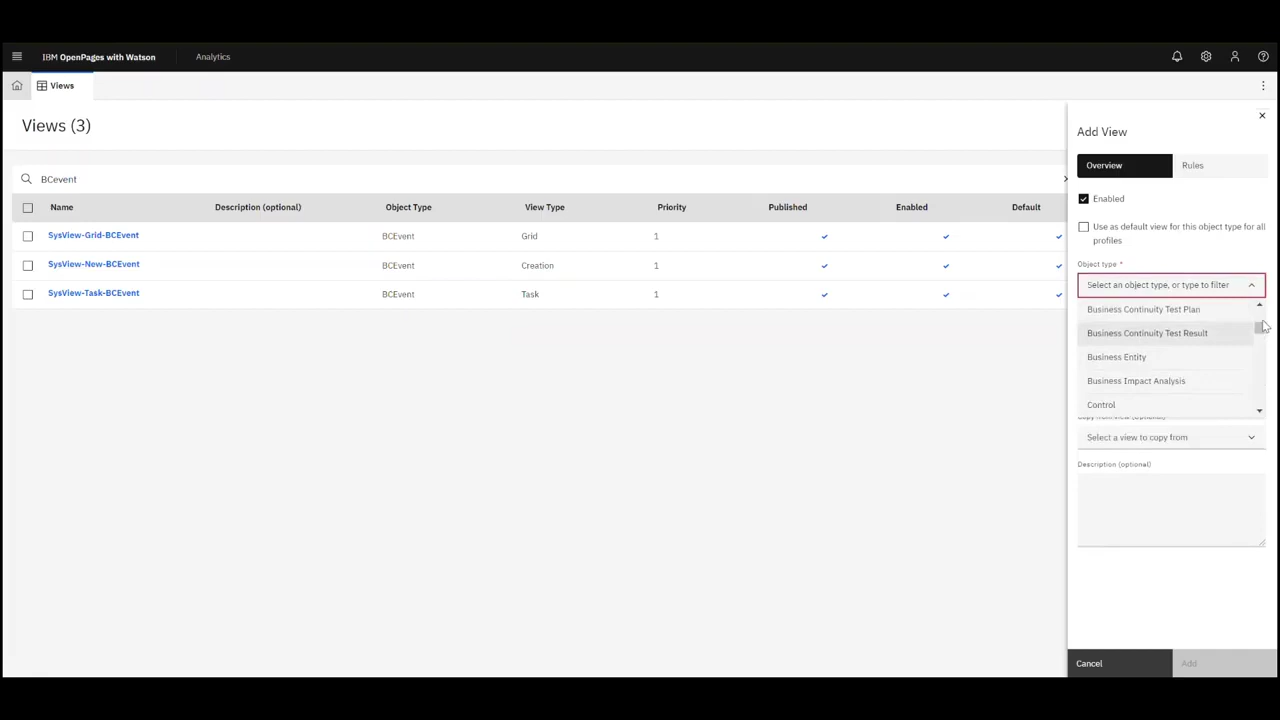 IBM OpenPages with Watson
Analytics
Views
Views (3)
BCevent
Name Description (optional) Object Type View Type Priority Published Enabled Default
SysView-Grid-BCEvent BCEvent Grid 1
SysView-New-BCEvent BCEvent Creation 1
SysView-Task-BCEvent BCEvent Task 1
Add View
Overview Rules
Enabled
Use as default view for this object type for all
profiles
Object type *
Select an object type, or type to filter
Business Continuity Test Plan
Business Continuity Test Result
Business Entity
Business Impact Analysis
Control
Copy from view (optional)
Select a view to copy from
Description (optional)
Cancel Add